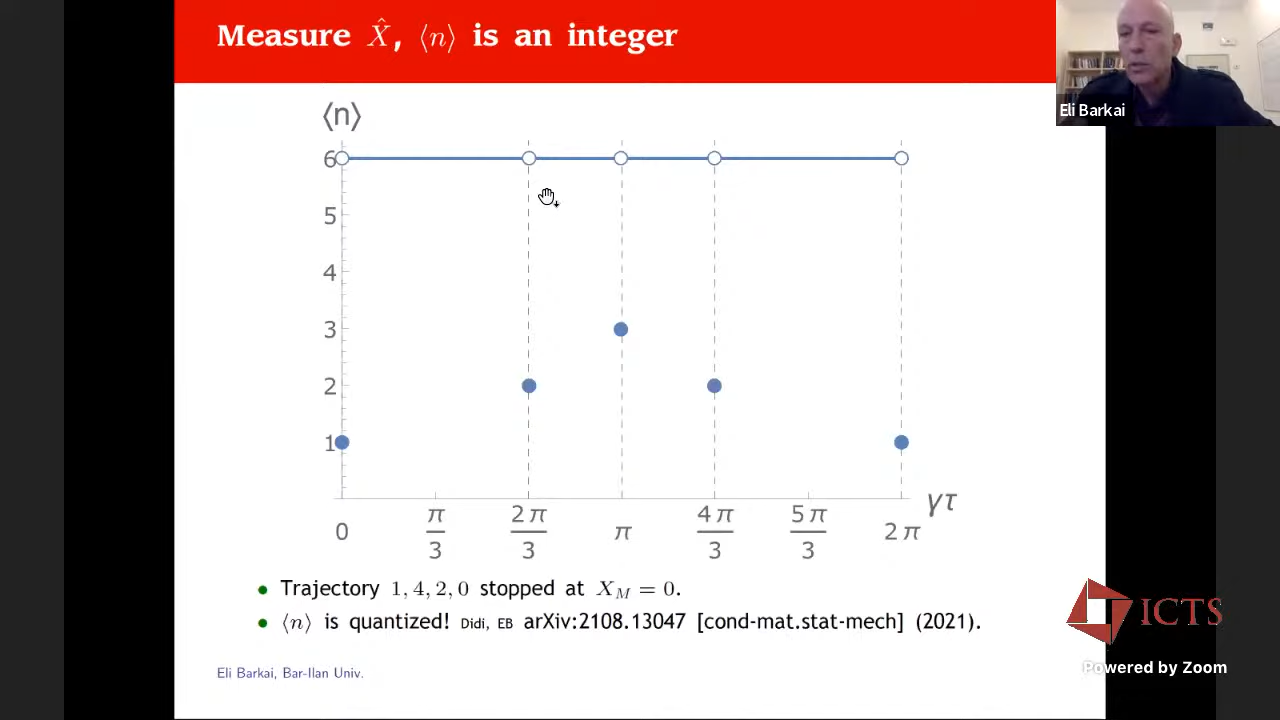 Measure X̂, ⟨n⟩ is an integer
Eli Barkai
⟨n⟩
6
5
4
3
2
1
0 π/3 2π/3 π 4π/3 5π/3 2π
γτ
• Trajectory 1, 4, 2, 0 stopped at X_M = 0.
• ⟨n⟩ is quantized! Didi, EB arXiv:2108.13047 [cond-mat.stat-mech] (2021).
Eli Barkai, Bar-Ilan Univ.
ICTS
Powered by Zoom